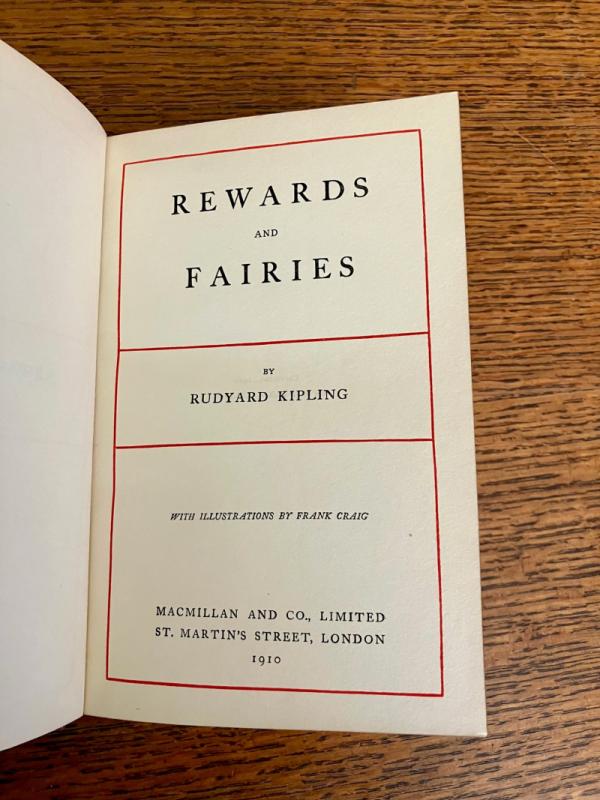 REWARDS
AND
FAIRIES
BY
RUDYARD KIPLING
WITH ILLUSTRATIONS BY FRANK CRAIG
MACMILLAN AND CO., LIMITED
ST. MARTIN'S STREET, LONDON
1910